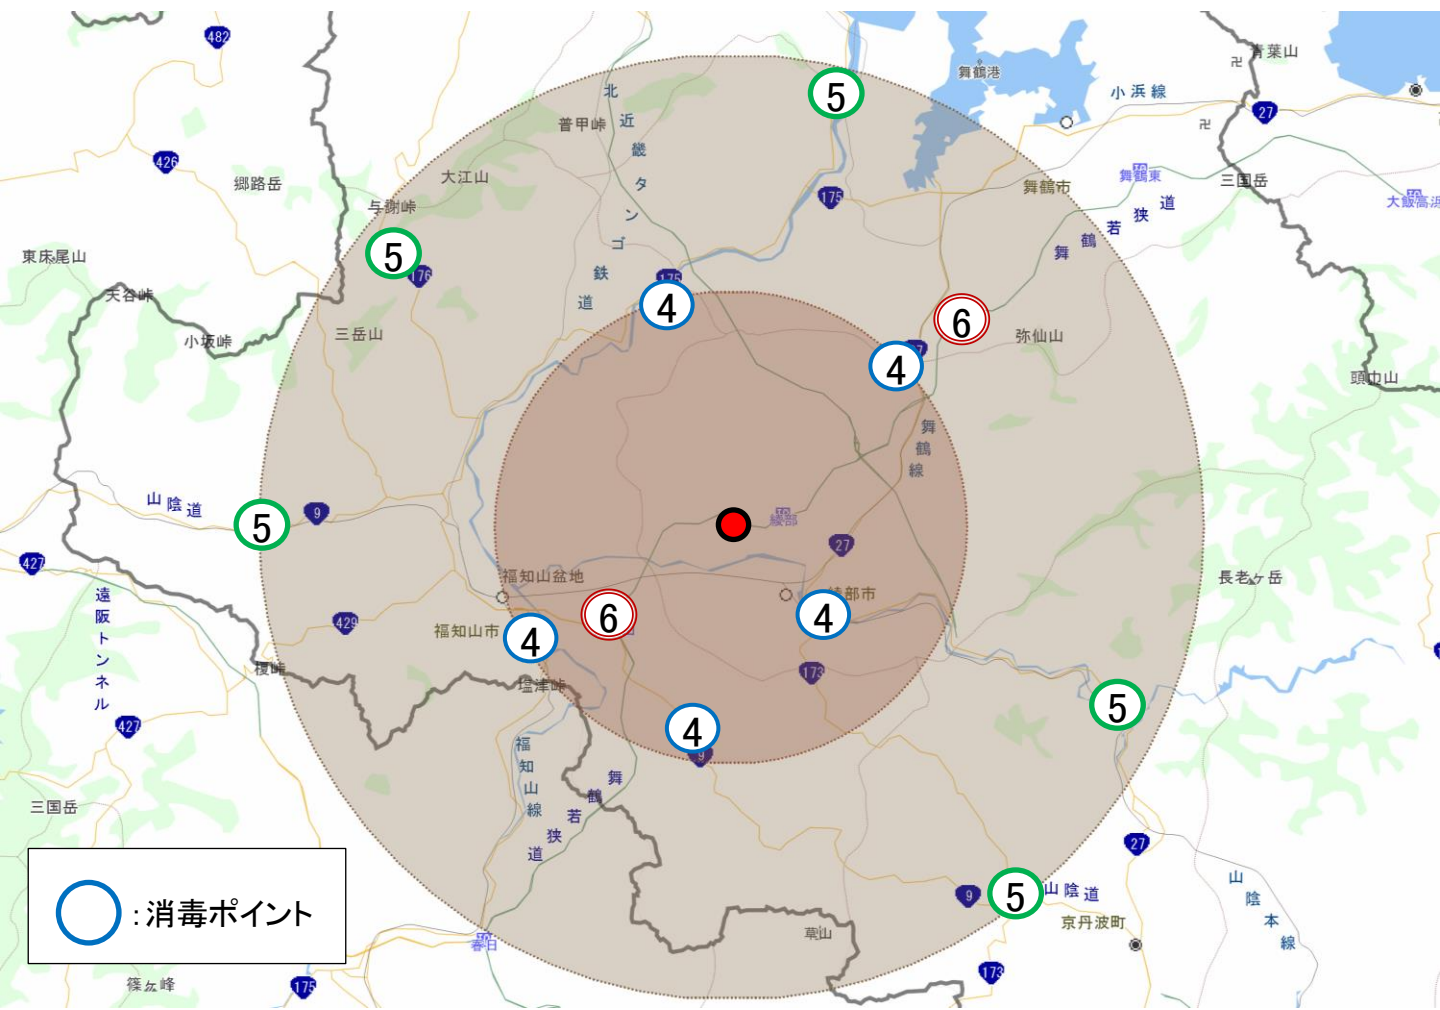 482
舞鶴港
青葉山
5
北近畿タンゴ鉄道
小浜線
27
普甲峠
426
大江山
郷路岳
175
舞鶴市
舞鶴東
三国岳
大飯高浜
与謝峠
舞鶴若狭道
東床尾山
5
176
175
天谷峠
4
6
三岳山
小坂峠
弥仙山
4
頭巾山
舞鶴線
山陰道
9
5
綾部
27
427
福知山盆地
長老ヶ岳
遠阪トンネル
綾部市
429
6
4
福知山市
4
榎峠
173
塩津峠
5
427
4
9
福知山線
舞鶴若狭道
三国岳
27
山陰本線
:消毒ポイント
9
5
山陰道
京丹波町
草山
春日
173
篠ヶ峰
175